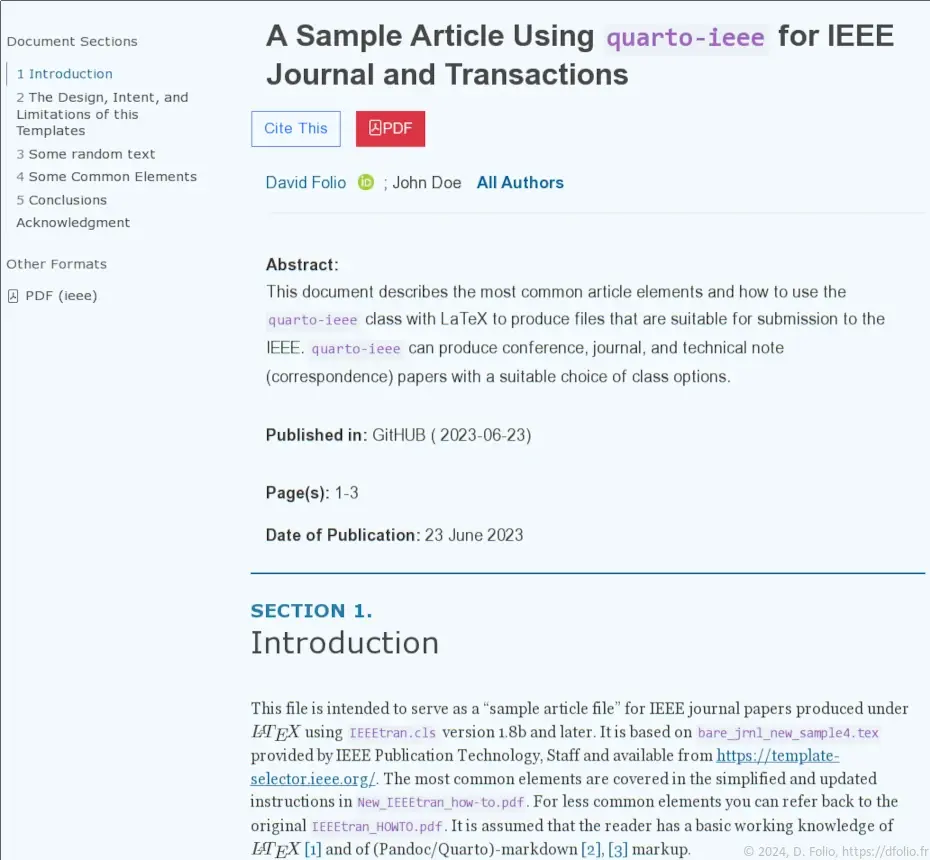 Document Sections
1 Introduction
2 The Design, Intent, and
Limitations of this
Templates
3 Some random text
4 Some Common Elements
5 Conclusions
Acknowledgment
Other Formats
PDF (ieee)
A Sample Article Using quarto-ieee for IEEE
Journal and Transactions
Cite This
PDF
David Folio iD ; John Doe All Authors
Abstract:
This document describes the most common article elements and how to use the
quarto-ieee class with LaTeX to produce files that are suitable for submission to the
IEEE. quarto-ieee can produce conference, journal, and technical note
(correspondence) papers with a suitable choice of class options.
Published in: GitHUB ( 2023-06-23)
Page(s): 1-3
Date of Publication: 23 June 2023
SECTION 1.
Introduction
This file is intended to serve as a “sample article file” for IEEE journal papers produced under
LATEX using IEEEtran.cls version 1.8b and later. It is based on bare_jrnl_new_sample4.tex
provided by IEEE Publication Technology, Staff and available from https://template-
selector.ieee.org/. The most common elements are covered in the simplified and updated
instructions in New_IEEEtran_how-to.pdf. For less common elements you can refer back to the
original IEEEtran_HOWTO.pdf. It is assumed that the reader has a basic working knowledge of
LATEX [1] and of (Pandoc/Quarto)-markdown [2], [3] markup.
© 2024, D. Folio, https://dfolio.fr